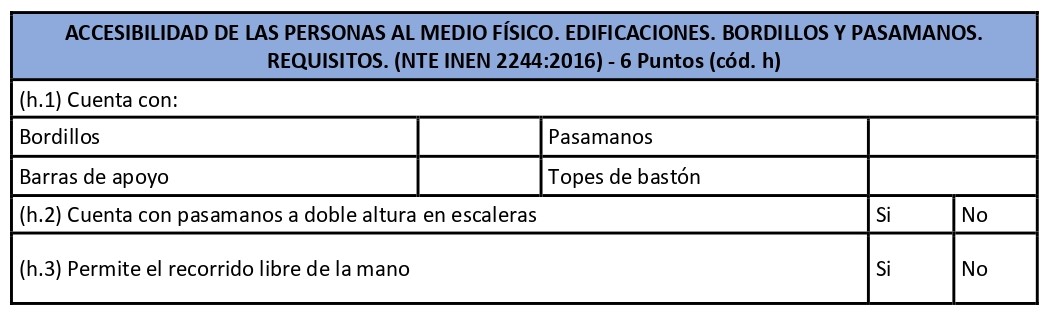 ACCESIBILIDAD DE LAS PERSONAS AL MEDIO FÍSICO. EDIFICACIONES. BORDILLOS Y PASAMANOS.
REQUISITOS. (NTE INEN 2244:2016) - 6 Puntos (cód. h)
(h.1) Cuenta con:
Bordillos Pasamanos
Barras de apoyo Topes de bastón
(h.2) Cuenta con pasamanos a doble altura en escaleras Si No
(h.3) Permite el recorrido libre de la mano Si No